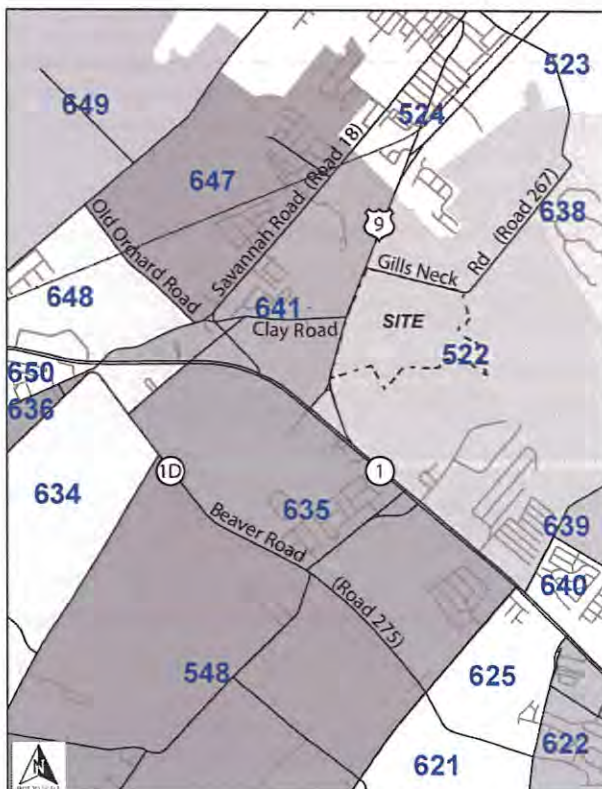 523
649
524
647
Savannah Road (Road 18)
638
Old Orchard Road
9
Gills Neck Rd (Road 267)
648
641
Clay Road
SITE
522
650
636
634
1D
1
635
Beaver Road (Road 275)
639
640
548
625
622
621
N